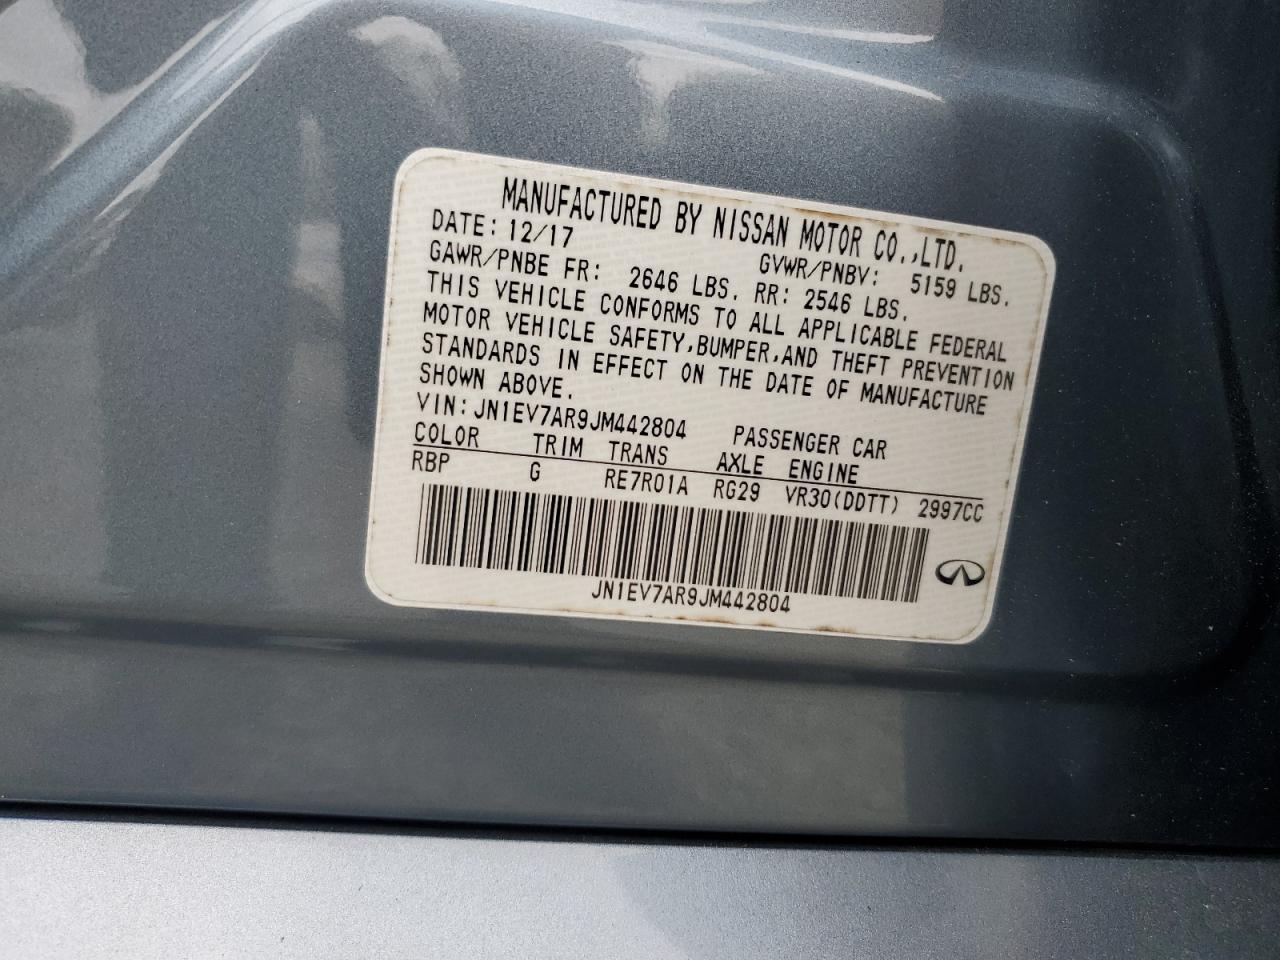 MANUFACTURED BY NISSAN MOTOR CO.,LTD.
DATE: 12/17 GVWR/PNBV: 5159 LBS.
GAWR/PNBE FR: 2646 LBS. RR: 2546 LBS.
THIS VEHICLE CONFORMS TO ALL APPLICABLE FEDERAL
MOTOR VEHICLE SAFETY,BUMPER,AND THEFT PREVENTION
STANDARDS IN EFFECT ON THE DATE OF MANUFACTURE
SHOWN ABOVE.
VIN:JN1EV7AR9JM442804 PASSENGER CAR
COLOR TRIM TRANS AXLE ENGINE
RBP G RE7R01A RG29 VR30(DDTT) 2997CC
JN1EV7AR9JM442804